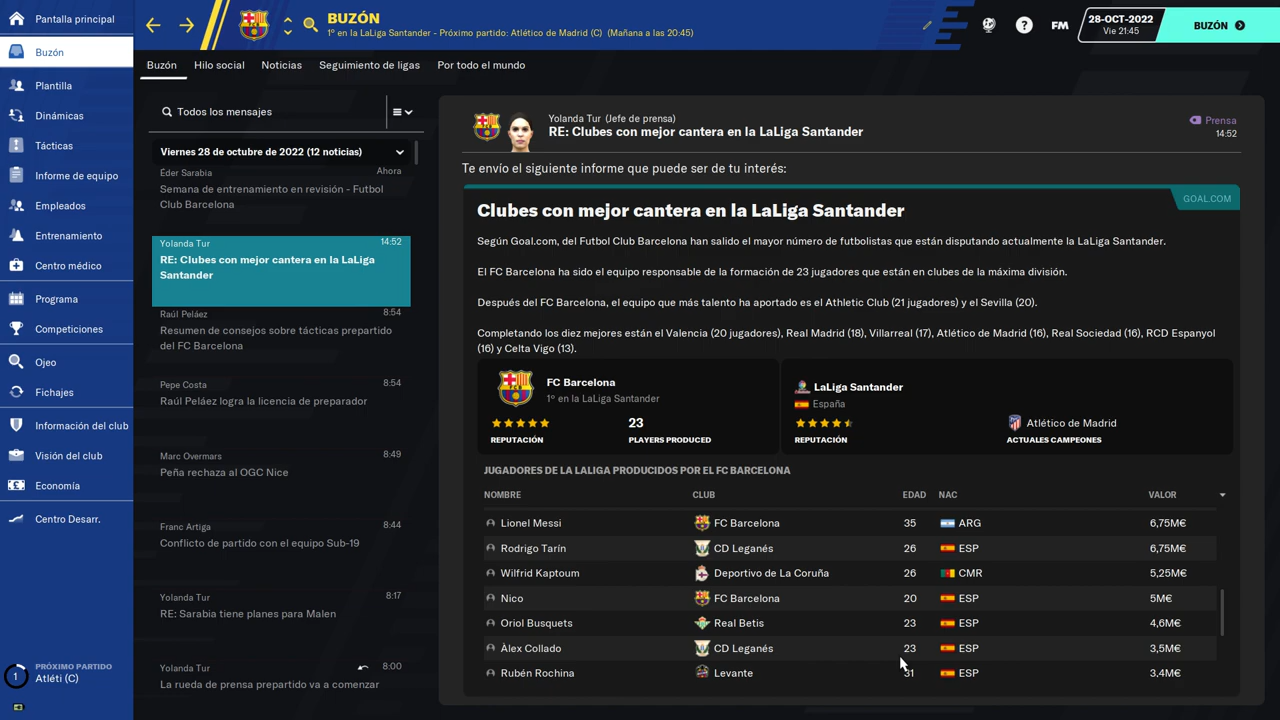 Pantalla principal
Buzón
Plantilla
Dinámicas
Tácticas
Informe de equipo
Empleados
Entrenamiento
Centro médico
Programa
Competiciones
Ojeo
Fichajes
Información del club
Visión del club
Economía
Centro Desarr.
1
PRÓXIMO PARTIDO
Atléti (C)
BUZÓN
1º en la LaLiga Santander - Próximo partido: Atlético de Madrid (C) (Mañana a las 20:45)
?
FM
28-OCT-2022
Vie 21:45
BUZÓN
Buzón Hilo social Noticias Seguimiento de ligas Por todo el mundo
Todos los mensajes
Viernes 28 de octubre de 2022 (12 noticias)
Éder Sarabia Ahora
Semana de entrenamiento en revisión - Futbol
Club Barcelona
Yolanda Tur 14:52
RE: Clubes con mejor cantera en la LaLiga
Santander
Raúl Peláez 8:54
Resumen de consejos sobre tácticas prepartido
del FC Barcelona
Pepe Costa 8:54
Raúl Peláez logra la licencia de preparador
Marc Overmars 8:49
Peña rechaza al OGC Nice
Franc Artiga 8:44
Conflicto de partido con el equipo Sub-19
Yolanda Tur 8:17
RE: Sarabia tiene planes para Malen
Yolanda Tur 8:00
La rueda de prensa prepartido va a comenzar
Yolanda Tur (Jefe de prensa)
RE: Clubes con mejor cantera en la LaLiga Santander
Prensa
14:52
Te envío el siguiente informe que puede ser de tu interés:
GOAL.COM
Clubes con mejor cantera en la LaLiga Santander
Según Goal.com, del Futbol Club Barcelona han salido el mayor número de futbolistas que están disputando actualmente la LaLiga Santander.
El FC Barcelona ha sido el equipo responsable de la formación de 23 jugadores que están en clubes de la máxima división.
Después del FC Barcelona, el equipo que más talento ha aportado es el Athletic Club (21 jugadores) y el Sevilla (20).
Completando los diez mejores están el Valencia (20 jugadores), Real Madrid (18), Villarreal (17), Atlético de Madrid (16), Real Sociedad (16), RCD Espanyol
(16) y Celta Vigo (13).
FC Barcelona
1º en la LaLiga Santander
23
REPUTACIÓN PLAYERS PRODUCED
LaLiga Santander
España
Atlético de Madrid
REPUTACIÓN ACTUALES CAMPEONES
JUGADORES DE LA LALIGA PRODUCIDOS POR EL FC BARCELONA
NOMBRE CLUB EDAD NAC VALOR
Lionel Messi FC Barcelona 35 ARG 6,75M€
Rodrigo Tarín CD Leganés 26 ESP 6,75M€
Wilfrid Kaptoum Deportivo de La Coruña 26 CMR 5,25M€
Nico FC Barcelona 20 ESP 5M€
Oriol Busquets Real Betis 23 ESP 4,6M€
Àlex Collado CD Leganés 23 ESP 3,5M€
Rubén Rochina Levante 31 ESP 3,4M€